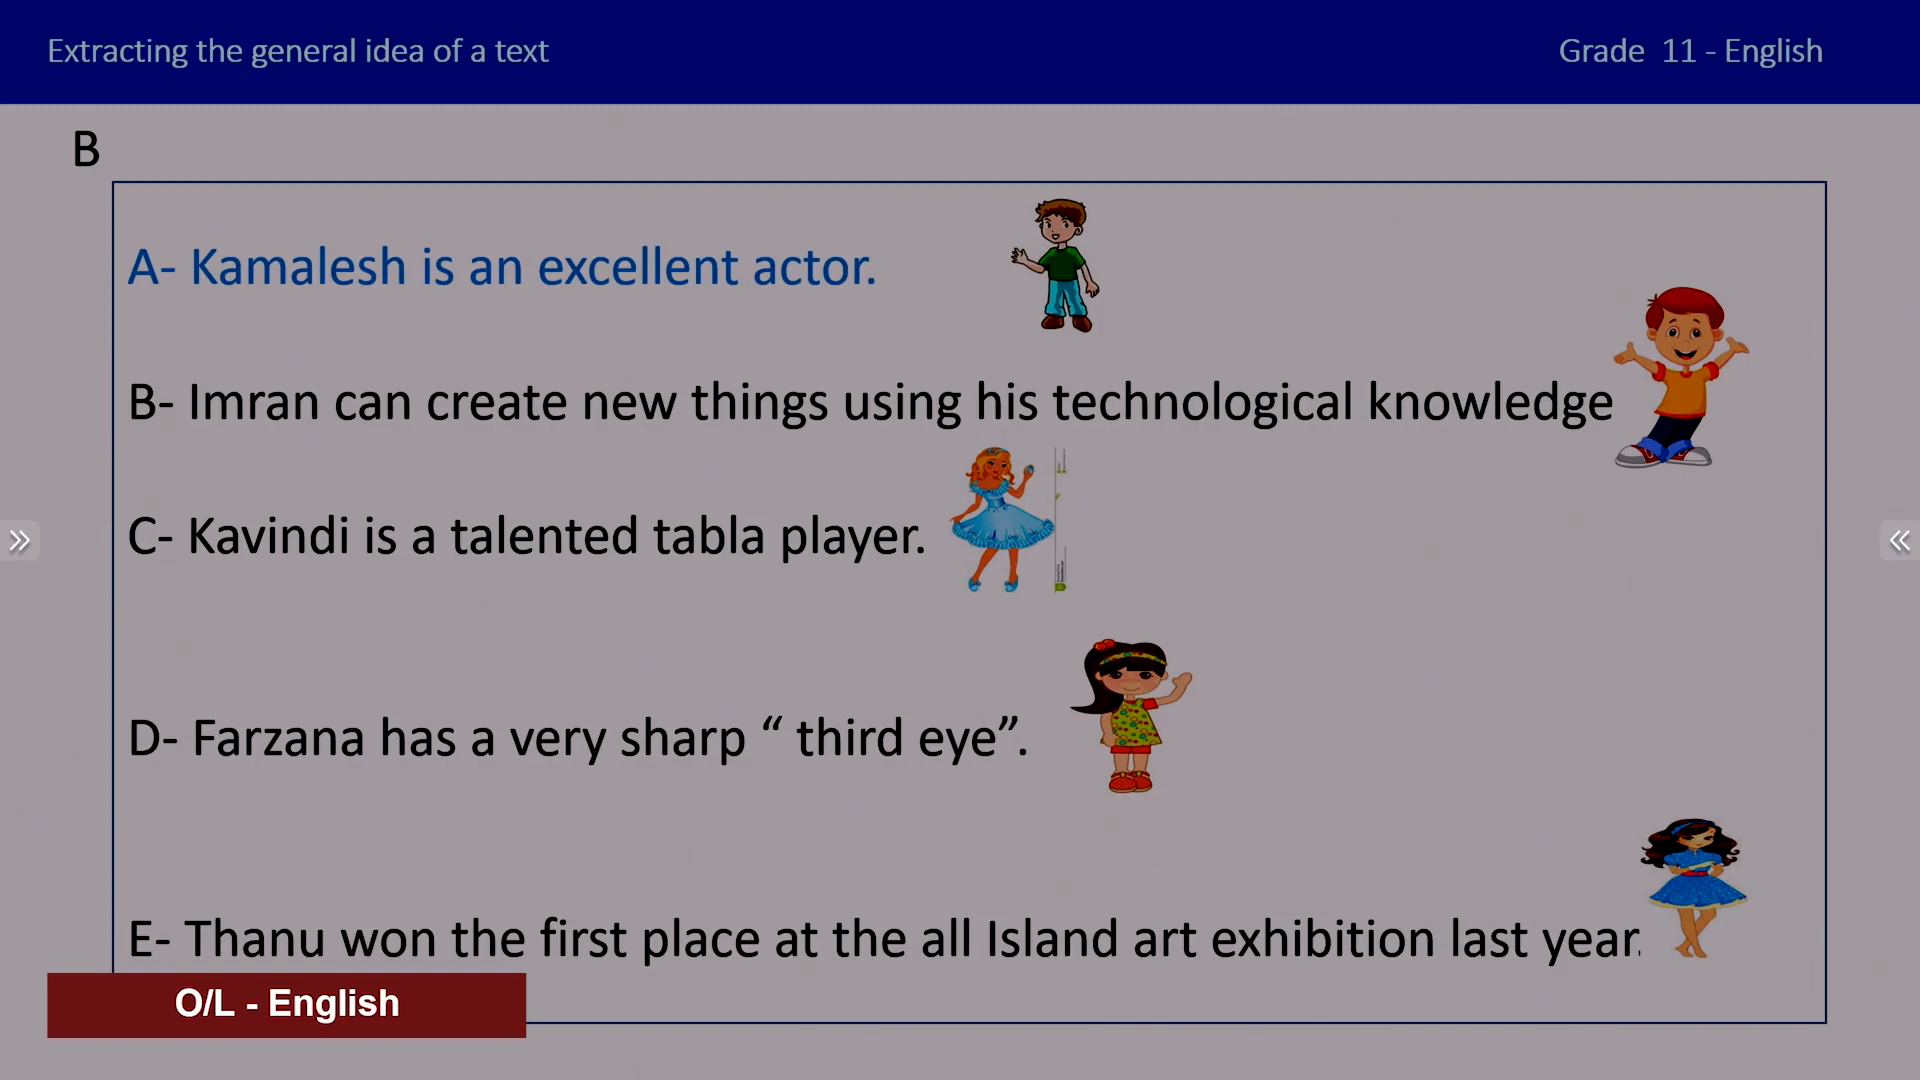 Extracting the general idea of a text
Grade 11 - English
B
A- Kamalesh is an excellent actor.
B- Imran can create new things using his technological knowledge
C- Kavindi is a talented tabla player.
D- Farzana has a very sharp “ third eye”.
E- Thanu won the first place at the all Island art exhibition last year.
O/L - English